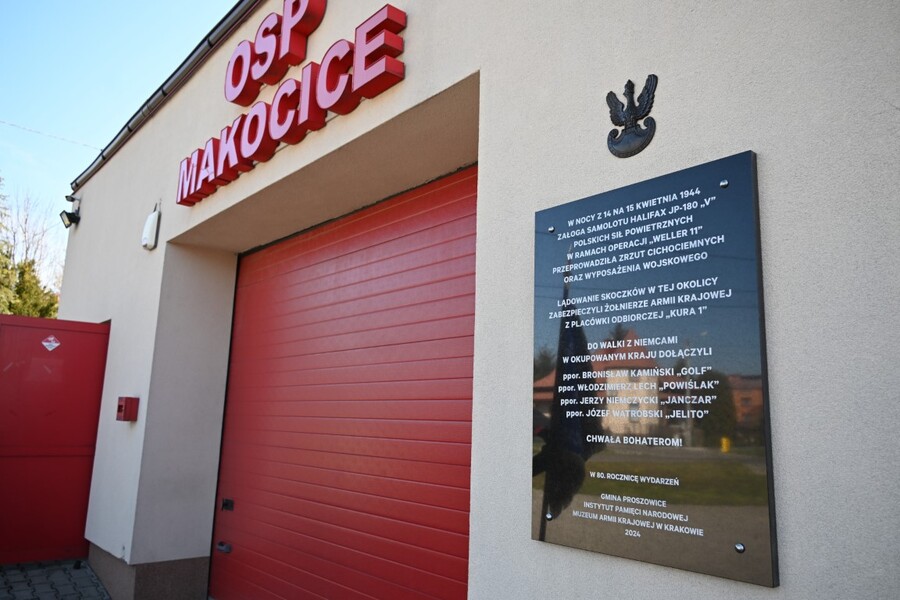 OSP
MAKOCICE
W NOCY Z 14 NA 15 KWIETNIA 1944
ZAŁOGA SAMOLOTU HALIFAX JP-180 „V”
POLSKICH SIŁ POWIETRZNYCH
W RAMACH OPERACJI „WELLER 11”
PRZEPROWADZIŁA ZRZUT CICHOCIEMNYCH
ORAZ WYPOSAŻENIA WOJSKOWEGO
LĄDOWANIE SKOCZKÓW W TEJ OKOLICY
ZABEZPIECZYLI ŻOŁNIERZE ARMII KRAJOWEJ
Z PLACÓWKI ODBIORCZEJ „KURA 1”
DO WALKI Z NIEMCAMI
W OKUPOWANYM KRAJU DOŁĄCZYLI
ppor. BRONISŁAW KAMIŃSKI „GOLF”
ppor. WŁODZIMIERZ LECH „POWIŚLAK”
ppor. JERZY NIEMCZYCKI „JANCZAR”
ppor. JÓZEF WĄTRÓBSKI „JELITO”
CHWAŁA BOHATEROM!
W 80. ROCZNICĘ WYDARZEŃ
GMINA PROSZOWICE
INSTYTUT PAMIĘCI NARODOWEJ
MUZEUM ARMII KRAJOWEJ W KRAKOWIE
2024